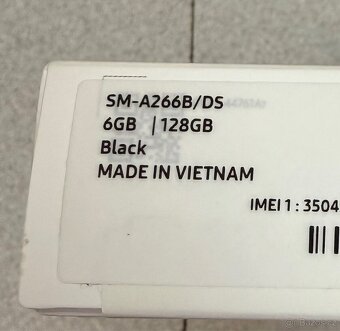 SM-A266B/DS
6GB | 128GB
Black
MADE IN VIETNAM
IMEI 1 : 3504